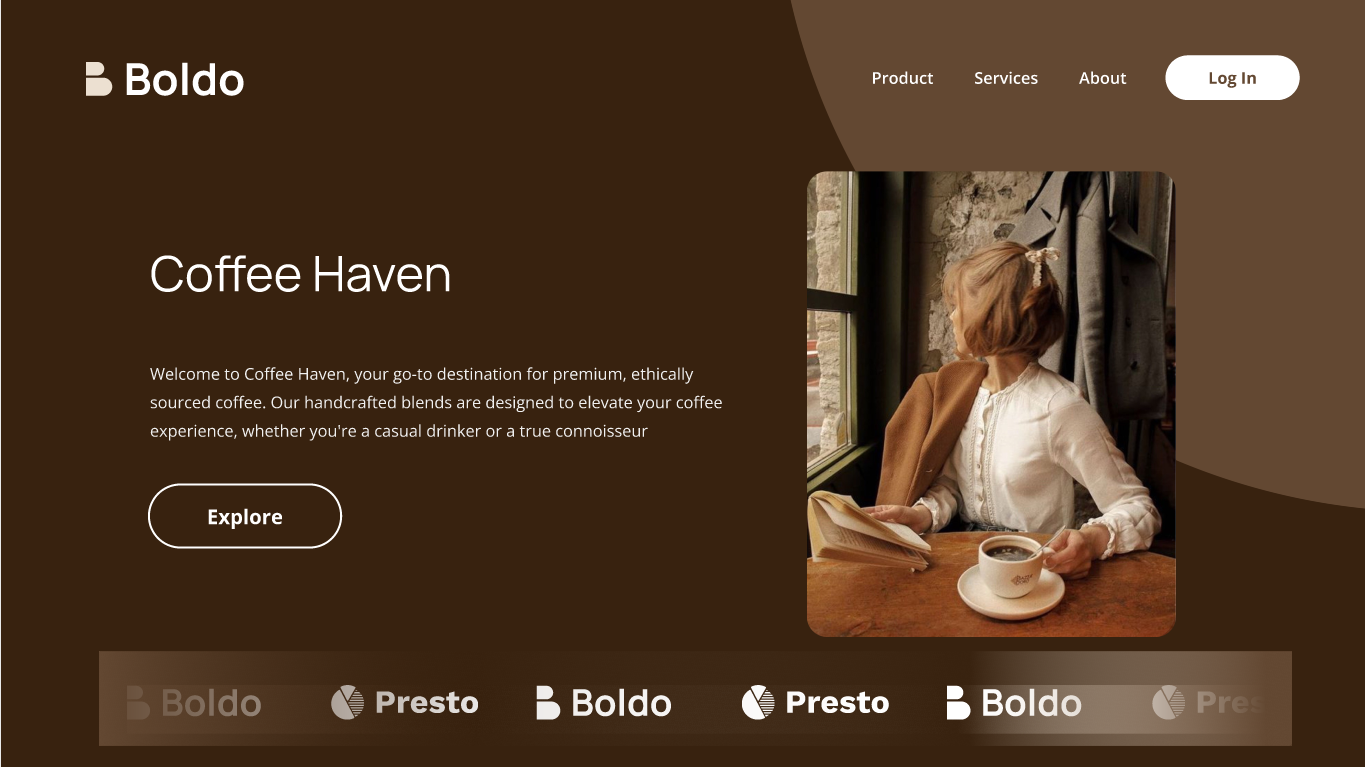 Boldo
Product Services About Log In
Coffee Haven
Welcome to Coffee Haven, your go-to destination for premium, ethically
sourced coffee. Our handcrafted blends are designed to elevate your coffee
experience, whether you're a casual drinker or a true connoisseur
Explore
Boldo Presto Boldo Presto Boldo Pres